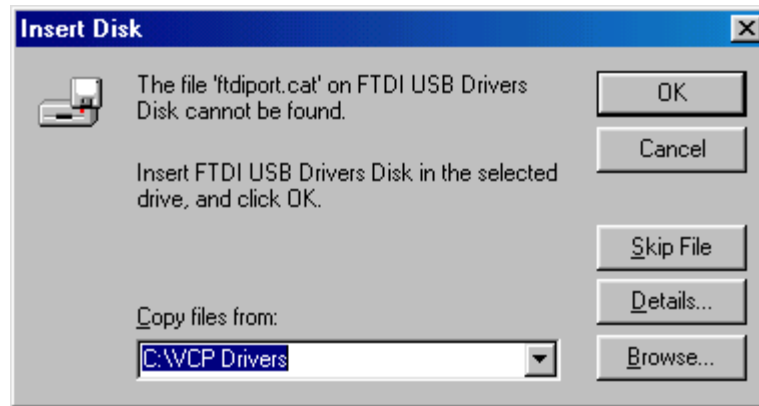 Insert Disk
The file 'ftdiport.cat' on FTDI USB Drivers
Disk cannot be found.
Insert FTDI USB Drivers Disk in the selected
drive, and click OK.
Copy files from:
C:\VCP Drivers
OK
Cancel
Skip File
Details...
Browse...